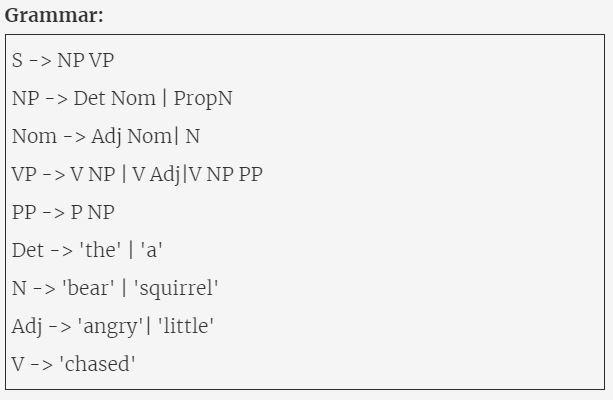 Grammar:
S -> NP VP
NP -> Det Nom | PropN
Nom -> Adj Nom| N
VP -> V NP | V Adj|V NP PP
PP -> P NP
Det -> 'the' | 'a'
N -> 'bear' | 'squirrel'
Adj -> 'angry'| 'little'
V -> 'chased'